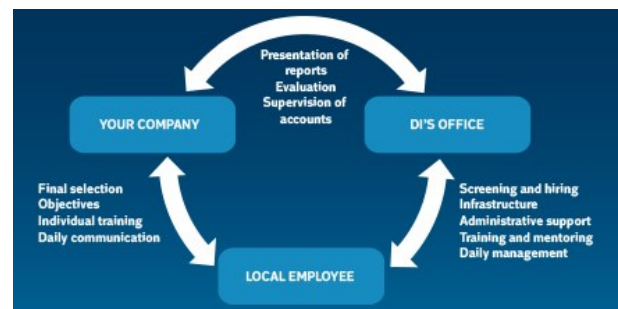 Presentation of
reports
Evaluation
Supervision of
accounts
YOUR COMPANY
DI'S OFFICE
Final selection
Objectives
Individual training
Daily communication
Screening and hiring
Infrastructure
Administrative support
Training and mentoring
Daily management
LOCAL EMPLOYEE